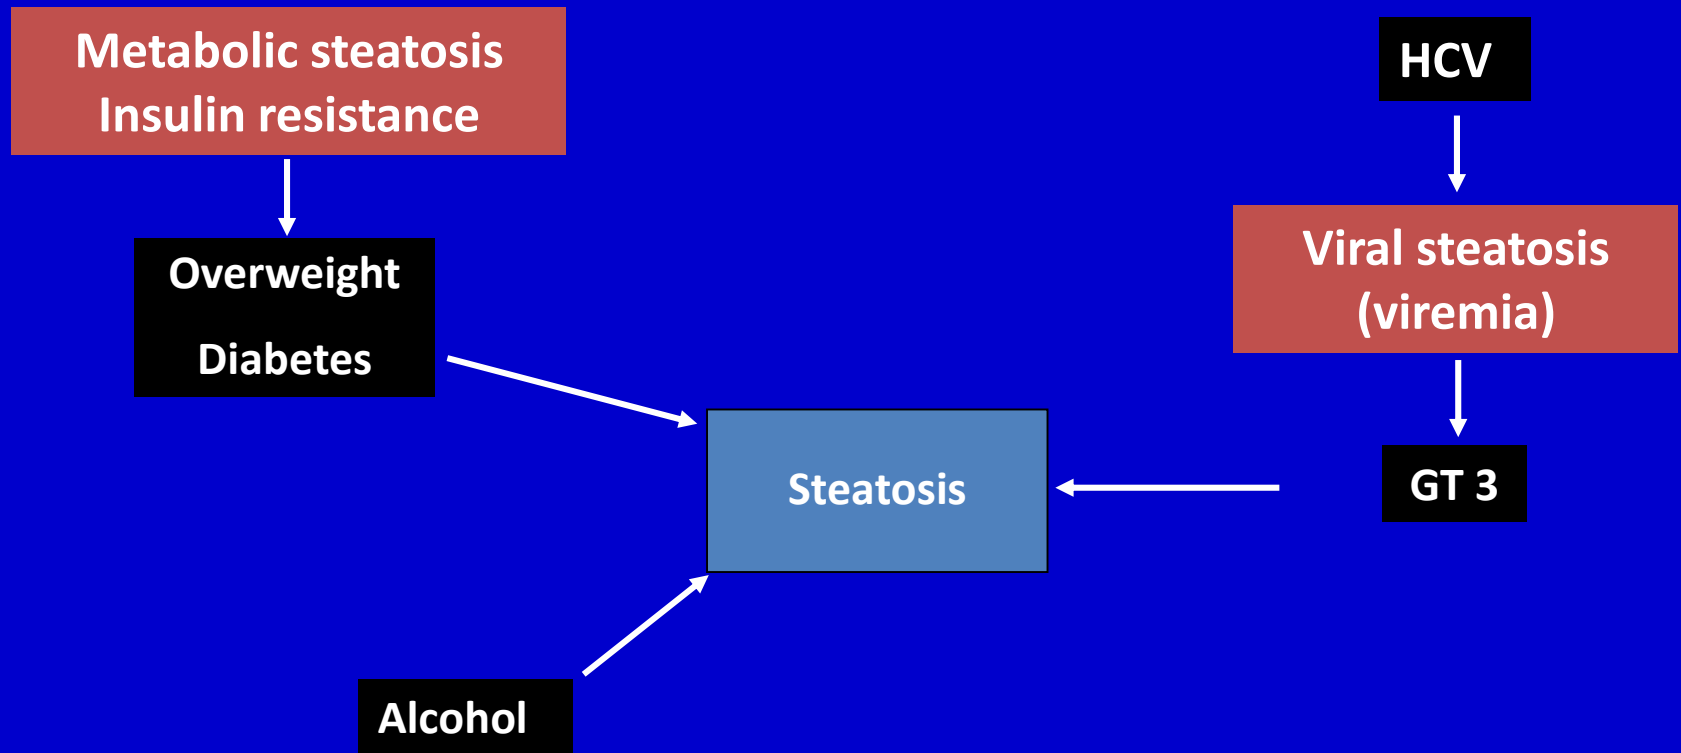 Metabolic steatosis
Insulin resistance
Overweight
Diabetes
HCV
Viral steatosis
(viremia)
GT 3
Steatosis
Alcohol